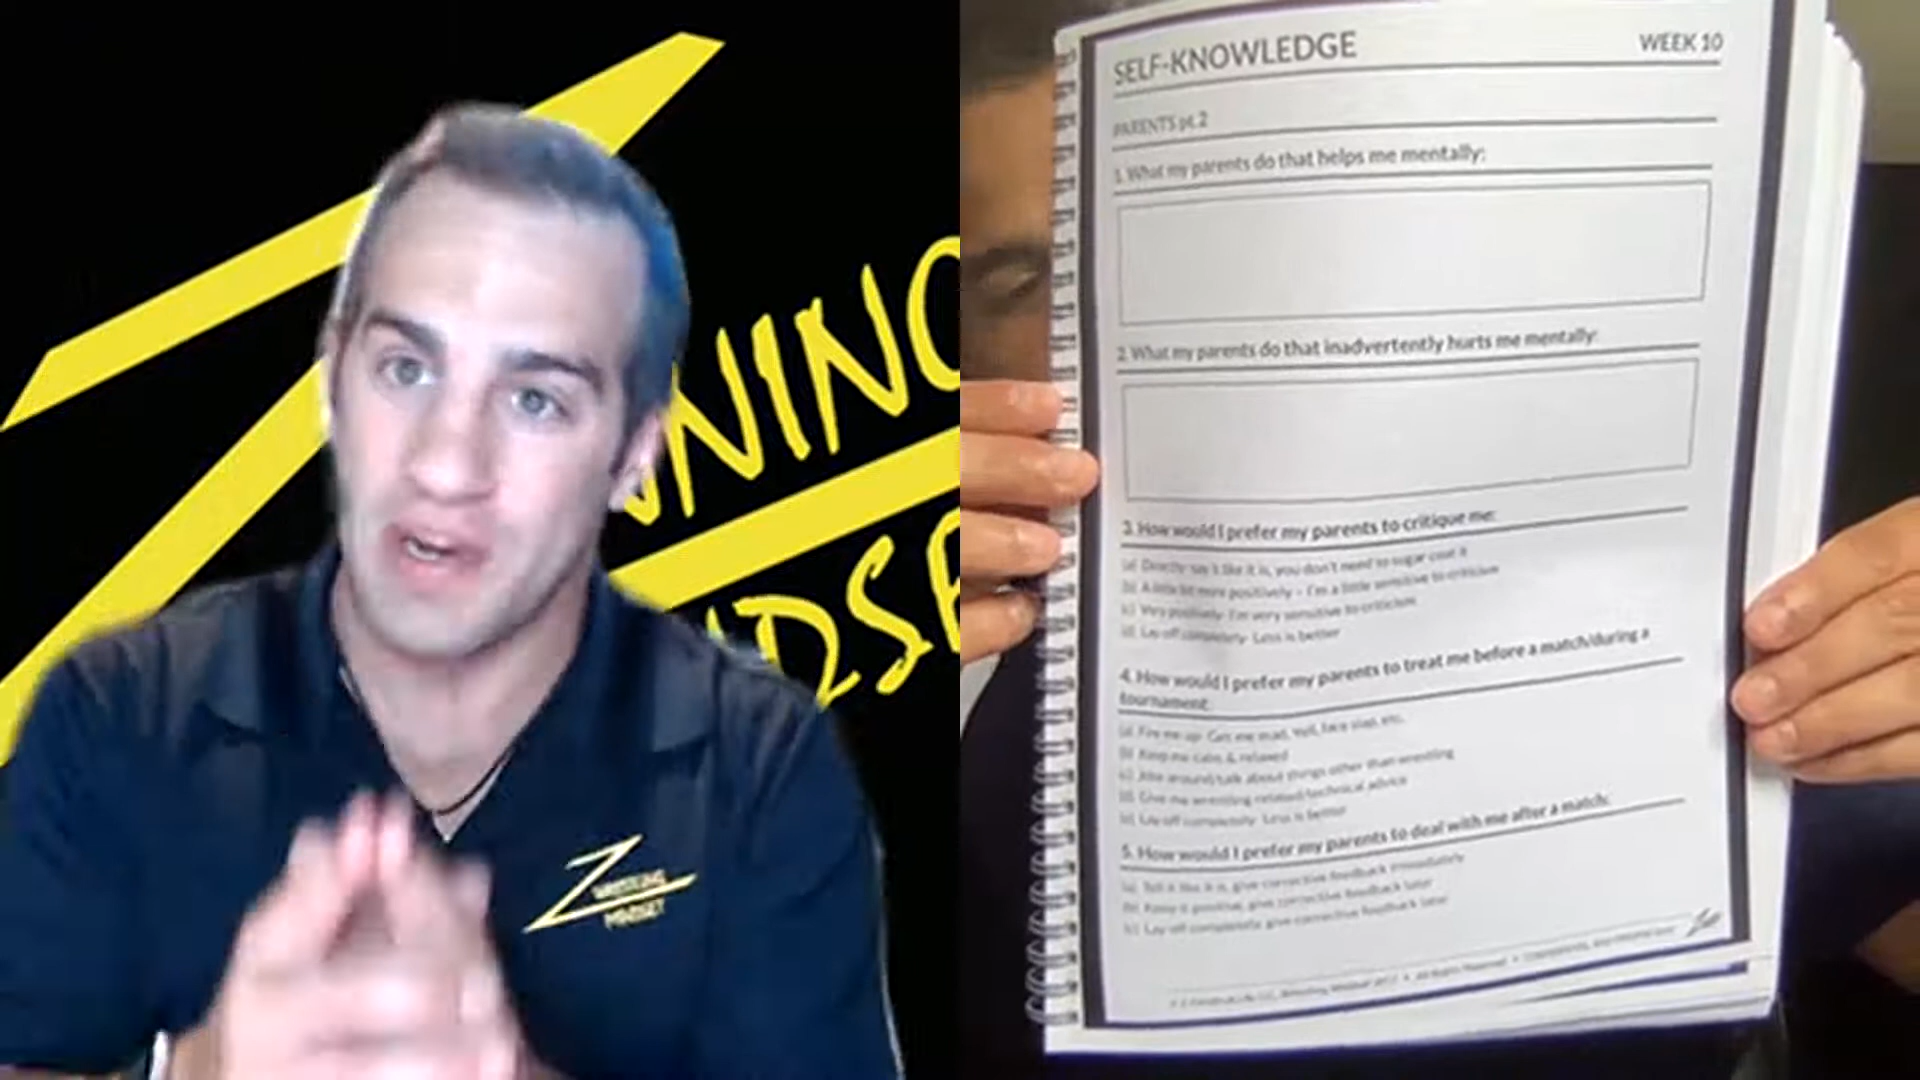 NING
DSE
WRESTLING
MINDSET
SELF-KNOWLEDGE
WEEK 10
PARENTS pt.2
1. What my parents do that helps me mentally:
2. What my parents do that inadvertently hurts me mentally:
3. How would I prefer my parents to critique me:
(a) Directly- say it like it is, you don't need to sugar coat it
(b) A little bit more positively – I'm a little sensitive to criticism
(c) Very positively- I'm very sensitive to criticism
(d) Lay off completely- Less is better
4. How would I prefer my parents to treat me before a match/during a
tournament:
(a) Fire me up- Get me mad, Yell, face slap, etc.
(b) Keep me calm & relaxed
(c) Joke around/talk about things other than wrestling
(d) Give me wrestling related/technical advice
(e) Lay off completely- Less is better
5. How would I prefer my parents to deal with me after a match:
(a) Tell it like it is, give corrective feedback immediately
(b) Keep it positive, give corrective feedback later
(c) Lay off completely, give corrective feedback later
All Rights Reserved